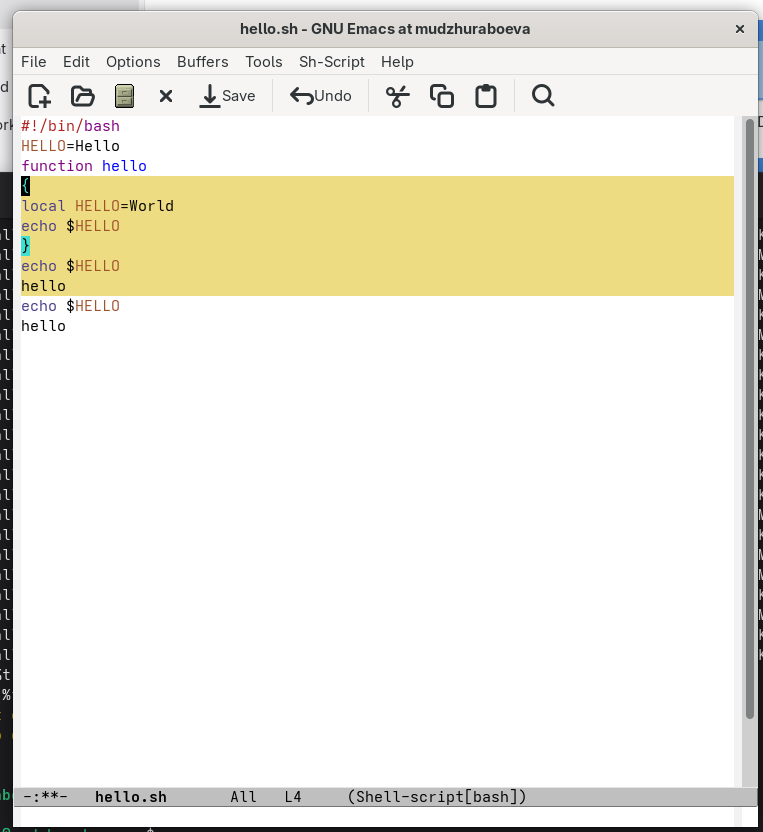 hello.sh - GNU Emacs at mudzhuraboeva
File Edit Options Buffers Tools Sh-Script Help
Save Undo
#!/bin/bash
HELLO=Hello
function hello
{
local HELLO=World
echo $HELLO
}
echo $HELLO
hello
echo $HELLO
hello
-:**- hello.sh All L4 (Shell-script[bash])